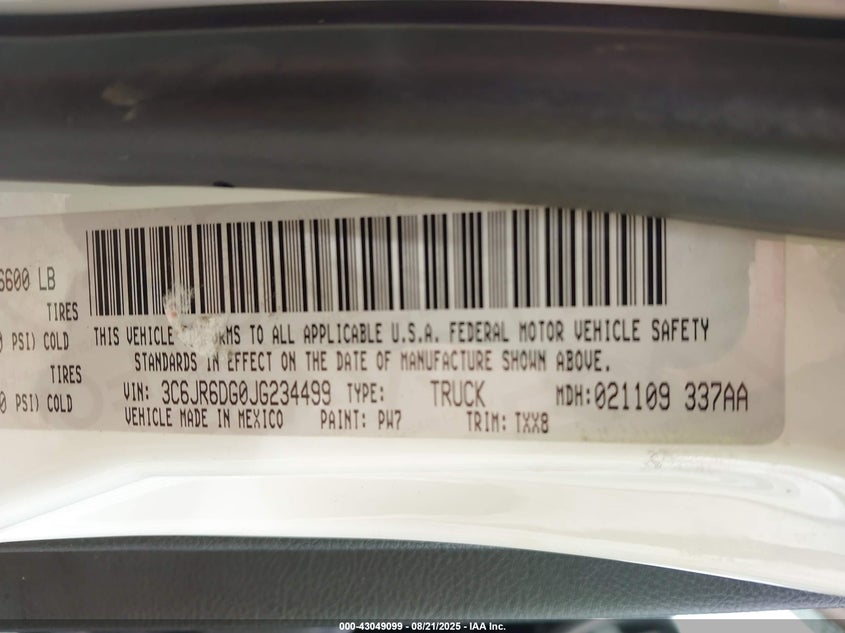 6600 LB
TIRES
PSI) COLD
TIRES
0 PSI) COLD
THIS VEHICLE TO ALL APPLICABLE U.S.A. FEDERAL MOTOR VEHICLE SAFETY
STANDARDS IN EFFECT ON THE DATE OF MANUFACTURE SHOWN ABOVE.
VIN: 3C6JR6DG0JG234499 TYPE: TRUCK MDH:021109 337AA
VEHICLE MADE IN MEXICO PAINT: PW7 TRIM: TXX8
000-43049099 - 08/21/2025 - IAA Inc.